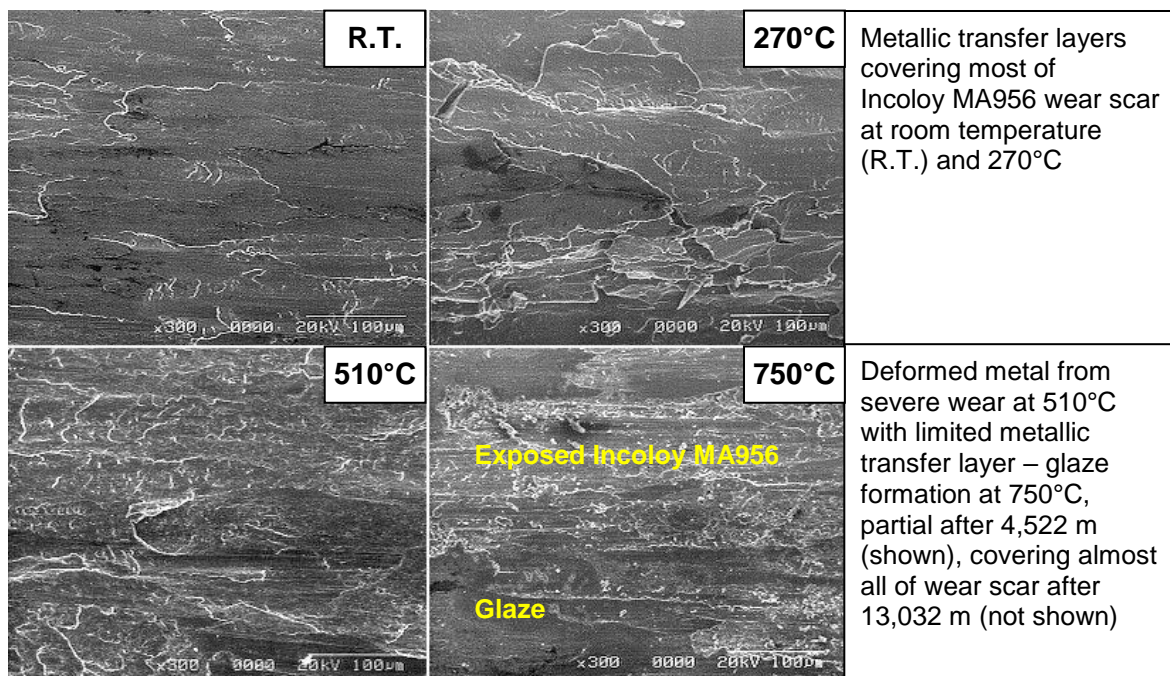 R.T.
270°C
Metallic transfer layers
covering most of
Incoloy MA956 wear scar
at room temperature
(R.T.) and 270°C
x300 0000 20kV 100µm
x300 0000 20kV 100µm
510°C
750°C
Deformed metal from
severe wear at 510°C
with limited metallic
transfer layer – glaze
formation at 750°C,
partial after 4,522 m
(shown), covering almost
all of wear scar after
13,032 m (not shown)
Exposed Incoloy MA956
Glaze
x300 0000 20kV 100µm
x300 0000 20kV 100µm